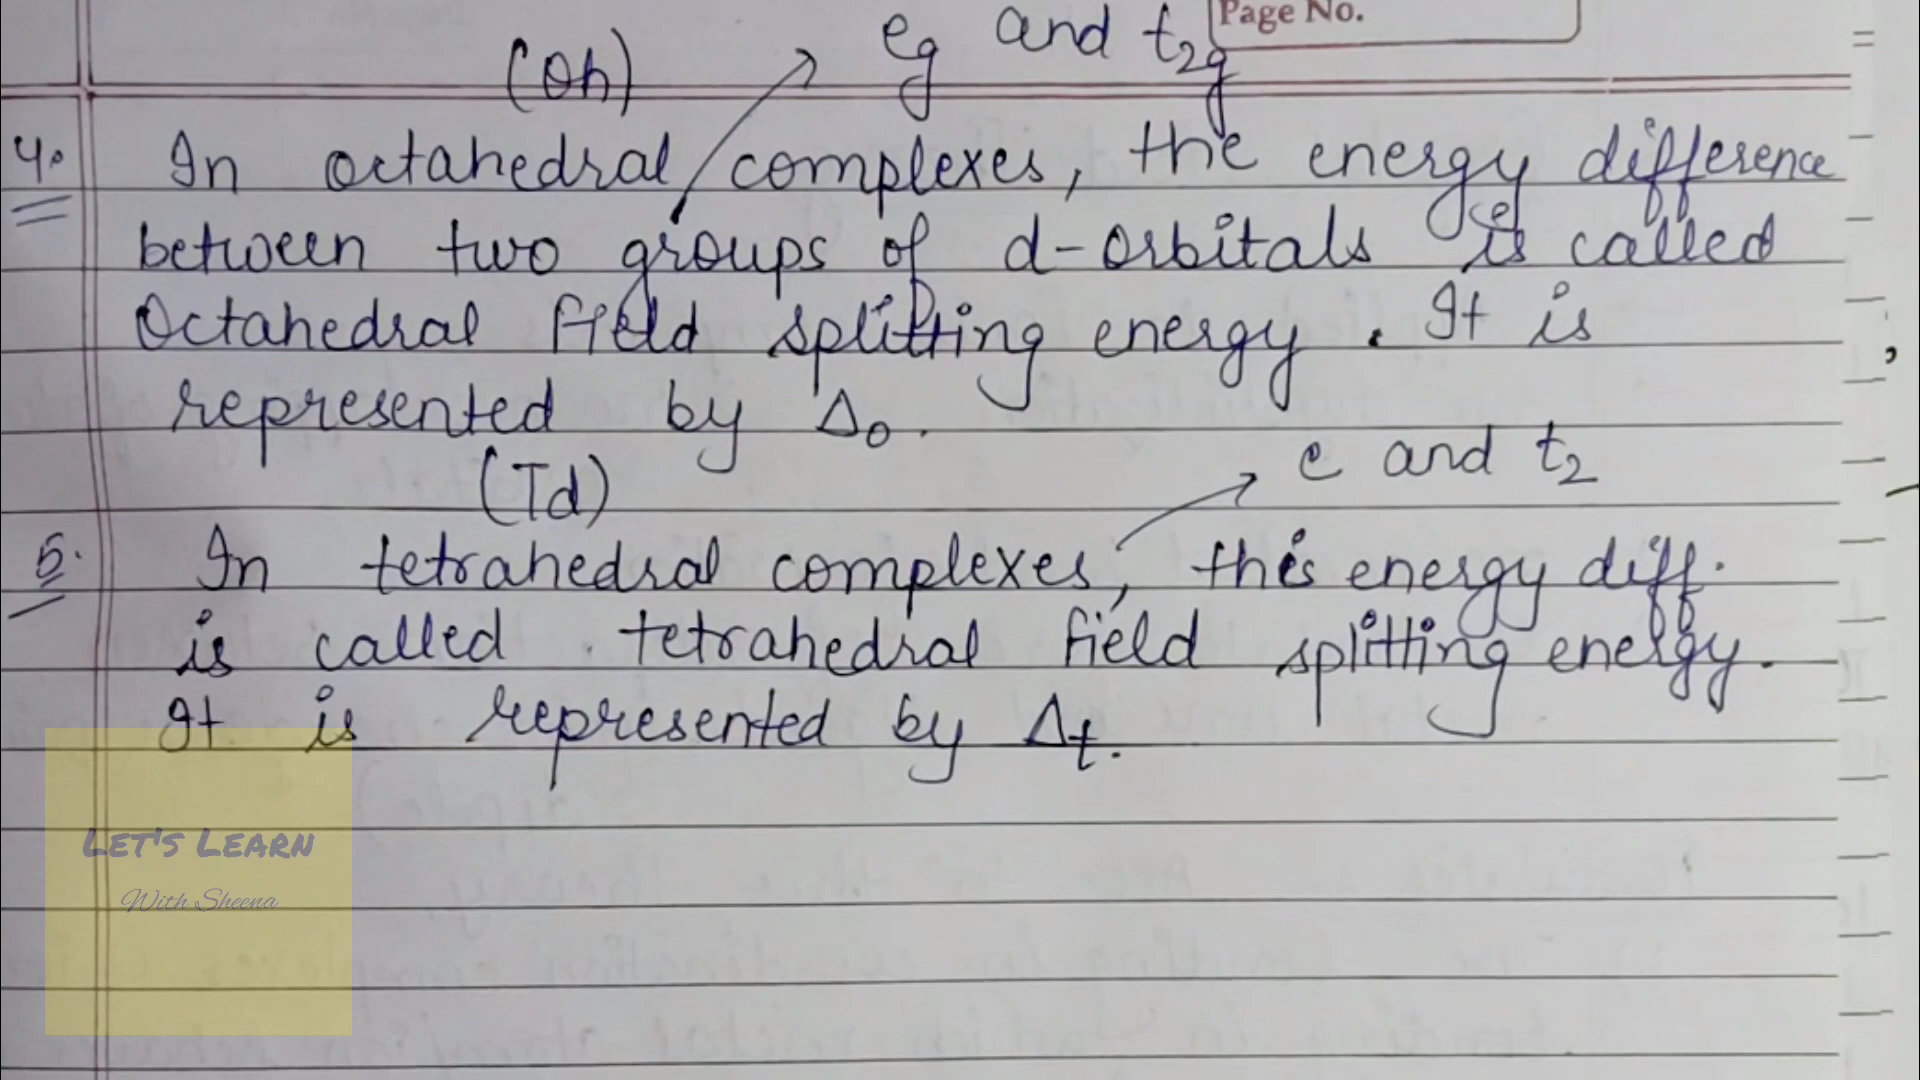 Page No.
(Oh) eg and t2g
4. In octahedral complexes, the energy difference
between two groups of d-orbitals is called
Octahedral field splitting energy. It is
represented by Δo.
(Td) e and t2
5. In tetrahedral complexes, this energy diff.
is called tetrahedral field splitting energy.
It is represented by Δt.
LET'S LEARN
With Sheena